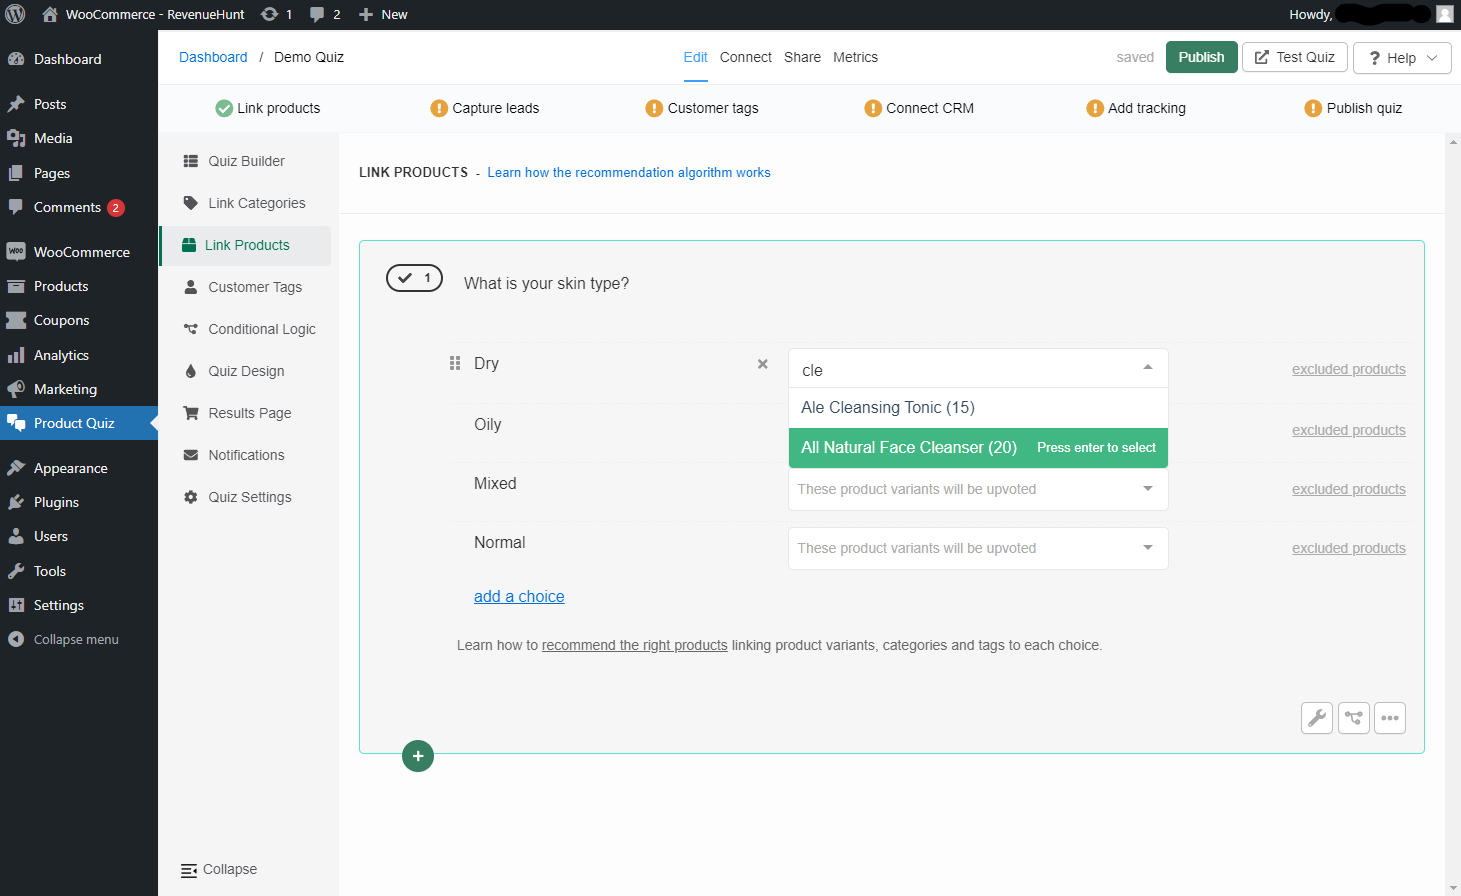 WooCommerce - RevenueHunt 1 2 New Howdy,
Dashboard
Posts
Media
Pages
Comments 2
WooCommerce
Products
Coupons
Analytics
Marketing
Product Quiz
Appearance
Plugins
Users
Tools
Settings
Collapse menu
Dashboard / Demo Quiz
Edit Connect Share Metrics
saved Publish Test Quiz ? Help
Link products Capture leads Customer tags Connect CRM Add tracking Publish quiz
Quiz Builder
Link Categories
Link Products
Customer Tags
Conditional Logic
Quiz Design
Results Page
Notifications
Quiz Settings
Collapse
LINK PRODUCTS - Learn how the recommendation algorithm works
1 What is your skin type?
Dry cle excluded products
Ale Cleansing Tonic (15)
Oily excluded products
All Natural Face Cleanser (20) Press enter to select
Mixed These product variants will be upvoted excluded products
Normal These product variants will be upvoted excluded products
add a choice
Learn how to recommend the right products linking product variants, categories and tags to each choice.